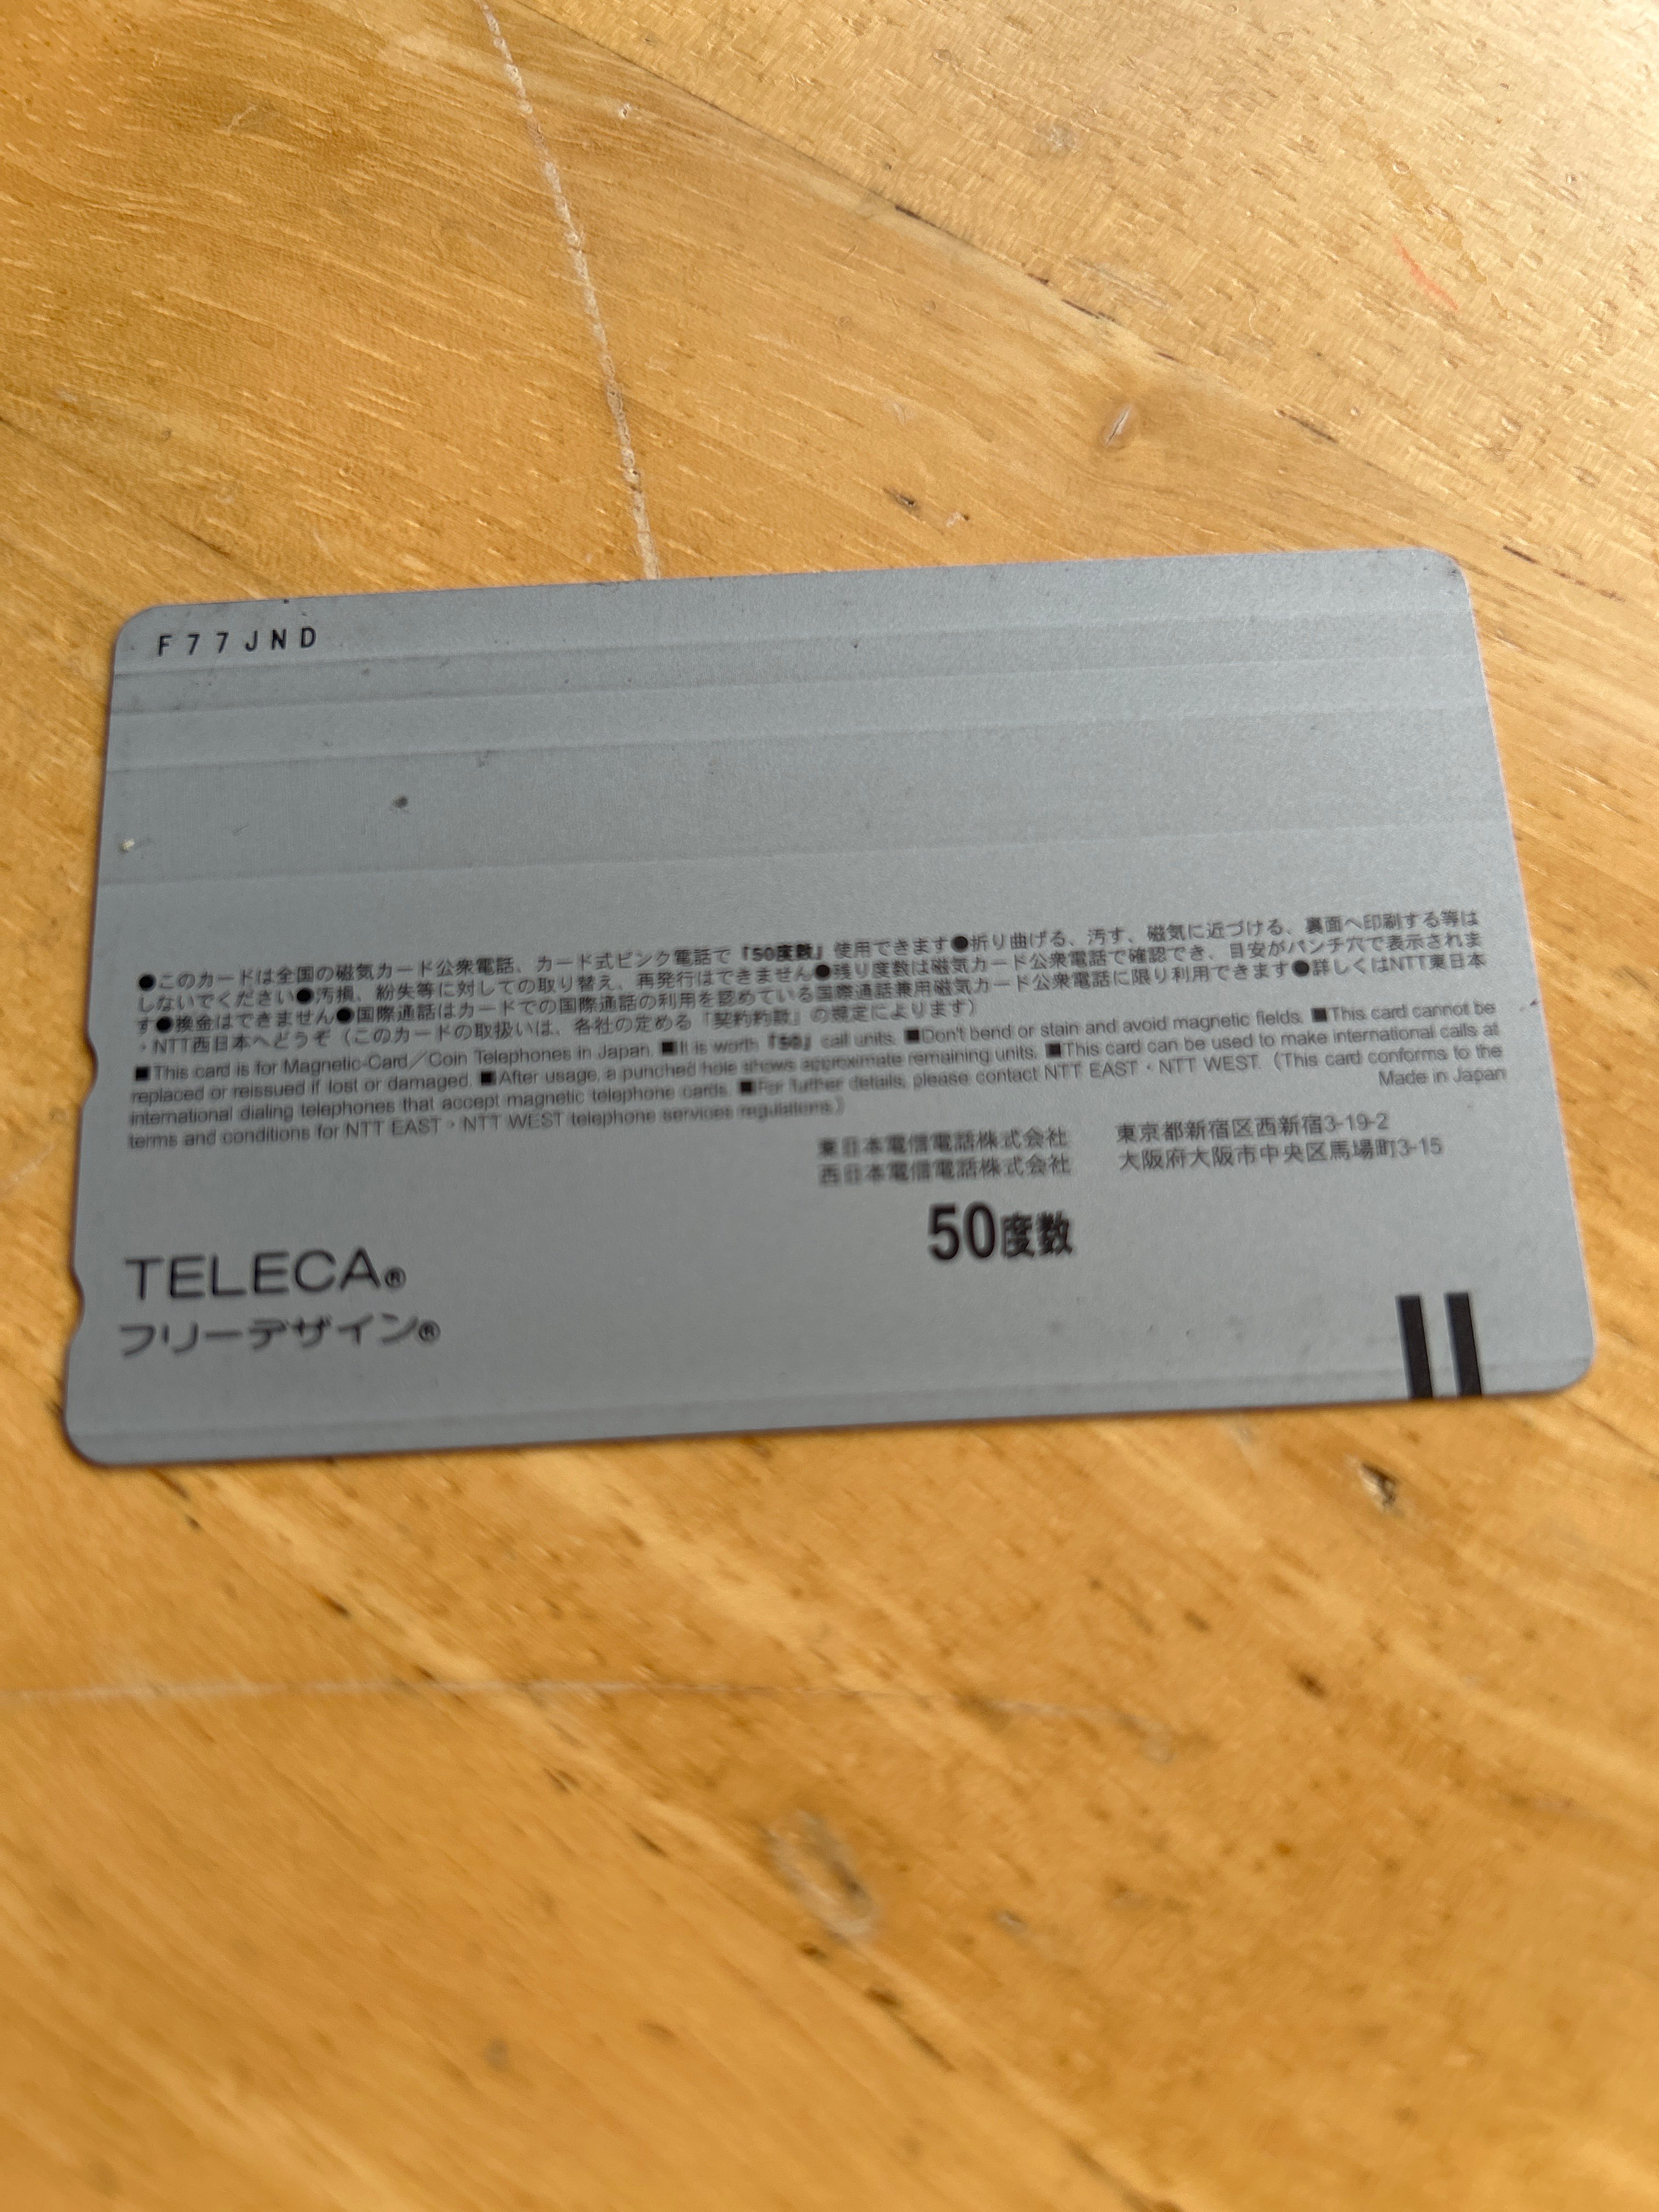 F77JND
●このカードは全国の磁気カード公衆電話、カード式ピンク電話で「50度数」使用できます●折り曲げる、汚す、磁気に近づける、裏面へ印刷する等は
しないでください●汚損、紛失等に対しての取り替え、再発行はできません●残り度数は磁気カード公衆電話で確認でき、目安がパンチ穴で表示されま
す●換金はできません●国際通話はカードでの国際通話の利用を認めている国際通話兼用磁気カード公衆電話に限り利用できます●詳しくはNTT東日本
・NTT西日本へどうぞ（このカードの取扱いは、各社の定める「契約約款」の規定によります）
■This card is for Magnetic-Card／Coin Telephones in Japan. ■It is worth「50」call units. ■Don't bend or stain and avoid magnetic fields. ■This card cannot be
replaced or reissued if lost or damaged. ■After usage, a punched hole shows approximate remaining units. ■This card can be used to make international calls at
international dialing telephones that accept magnetic telephone cards. ■For further details, please contact NTT EAST・NTT WEST.（This card conforms to the
terms and conditions for NTT EAST・NTT WEST telephone services regulations.）
Made in Japan
東日本電信電話株式会社 東京都新宿区西新宿3-19-2
西日本電信電話株式会社 大阪府大阪市中央区馬場町3-15
50度数
TELECA®
フリーデザイン®